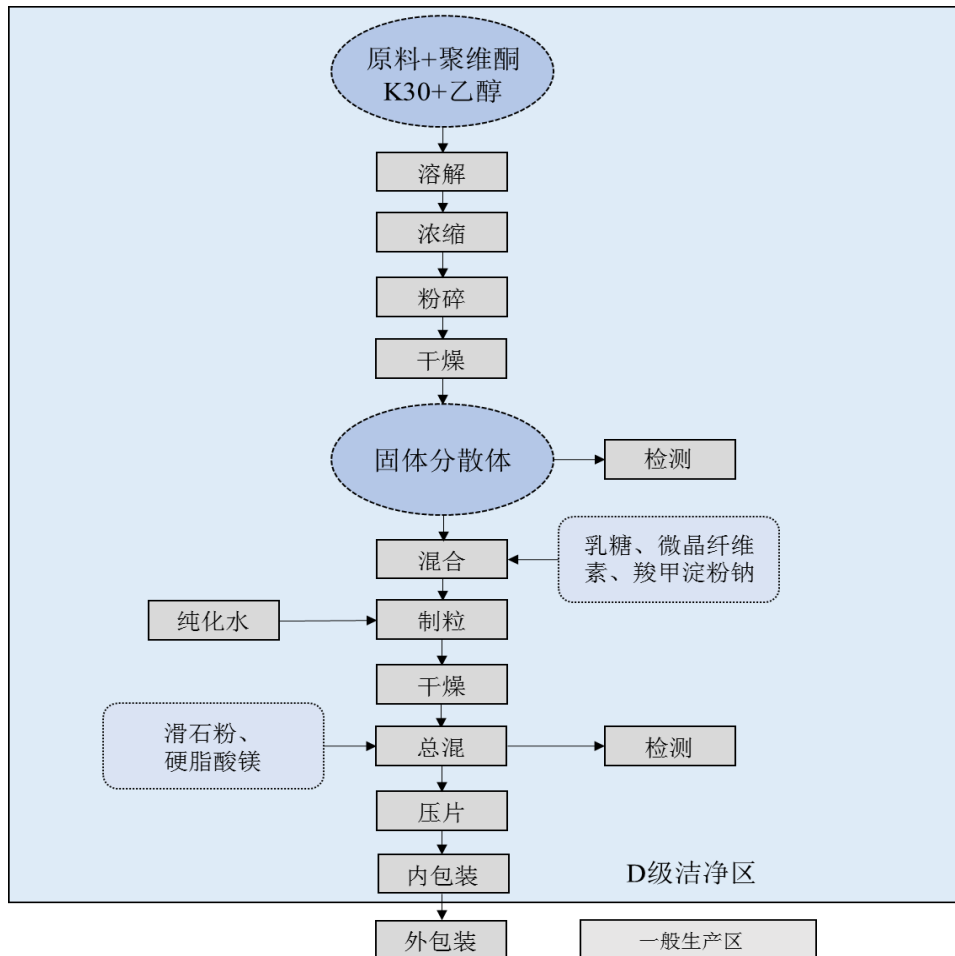 原料+聚维酮
K30+乙醇
溶解
浓缩
粉碎
干燥
固体分散体
检测
乳糖、微晶纤维
素、羧甲淀粉钠
混合
纯化水
制粒
干燥
滑石粉、
硬脂酸镁
总混
检测
压片
内包装
D级洁净区
外包装
一般生产区